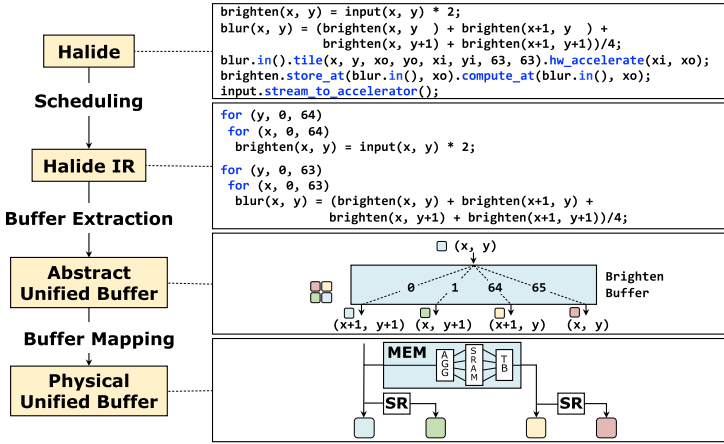 Halide
Scheduling
Halide IR
Buffer Extraction
Abstract
Unified Buffer
Buffer Mapping
Physical
Unified Buffer
brighten(x, y) = input(x, y) * 2;
blur(x, y) = (brighten(x, y  ) + brighten(x+1, y  ) +
brighten(x, y+1) + brighten(x+1, y+1))/4;
blur.in().tile(x, y, xo, yo, xi, yi, 63, 63).hw_accelerate(xi, xo);
brighten.store_at(blur.in(), xo).compute_at(blur.in(), xo);
input.stream_to_accelerator();
for (y, 0, 64)
for (x, 0, 64)
brighten(x, y) = input(x, y) * 2;
for (y, 0, 63)
for (x, 0, 63)
blur(x, y) = (brighten(x, y) + brighten(x+1, y) +
brighten(x, y+1) + brighten(x+1, y+1))/4;
(x, y)
0 1 64 65
Brighten
Buffer
(x+1, y+1) (x, y+1) (x+1, y) (x, y)
MEM
AGG
SRAM
TB
SR
SR